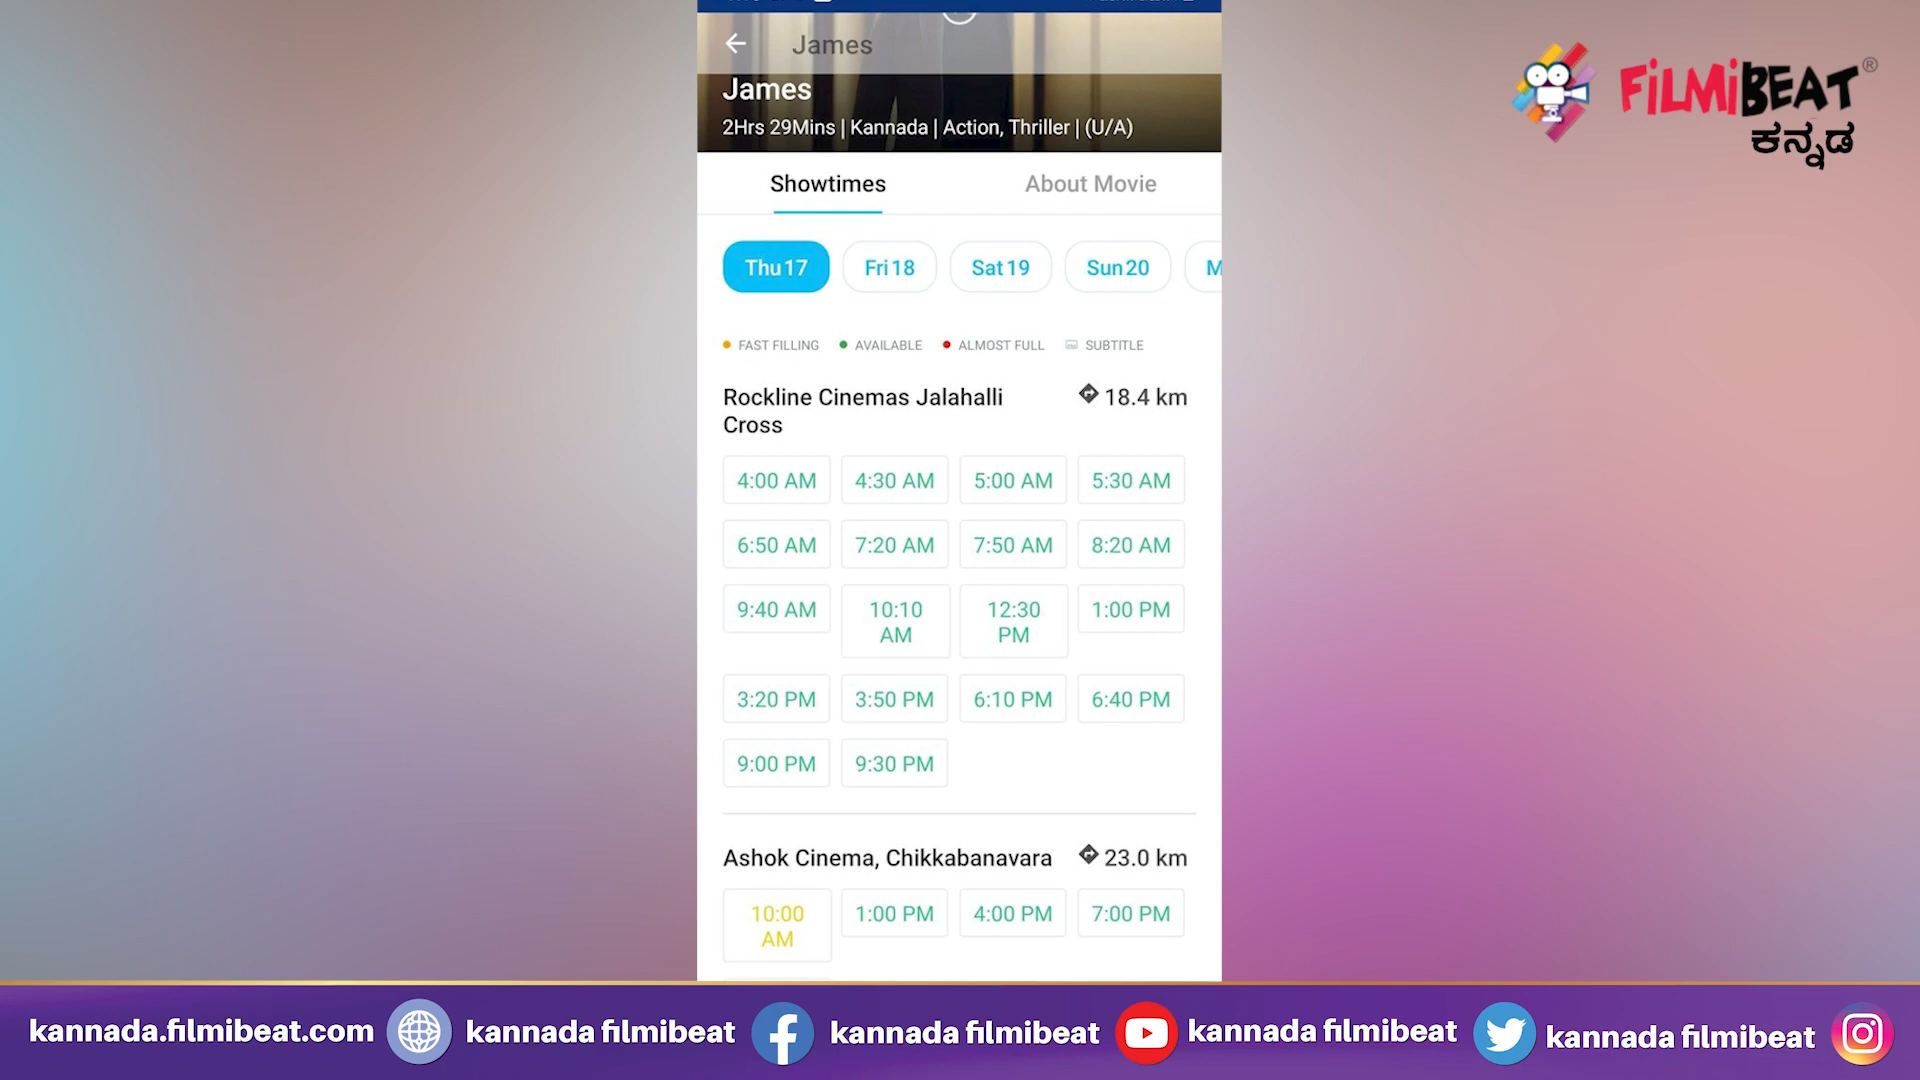 James
FiLMiBEAT®
ಕನ್ನಡ
James
2Hrs 29Mins | Kannada | Action, Thriller | (U/A)
Showtimes About Movie
Thu 17 Fri 18 Sat 19 Sun 20 M
FAST FILLING AVAILABLE ALMOST FULL SUBTITLE
Rockline Cinemas Jalahalli 18.4 km
Cross
4:00 AM 4:30 AM 5:00 AM 5:30 AM
6:50 AM 7:20 AM 7:50 AM 8:20 AM
9:40 AM 10:10 AM 12:30 PM 1:00 PM
3:20 PM 3:50 PM 6:10 PM 6:40 PM
9:00 PM 9:30 PM
Ashok Cinema, Chikkabanavara 23.0 km
10:00 AM 1:00 PM 4:00 PM 7:00 PM
kannada.filmibeat.com kannada filmibeat kannada filmibeat kannada filmibeat kannada filmibeat